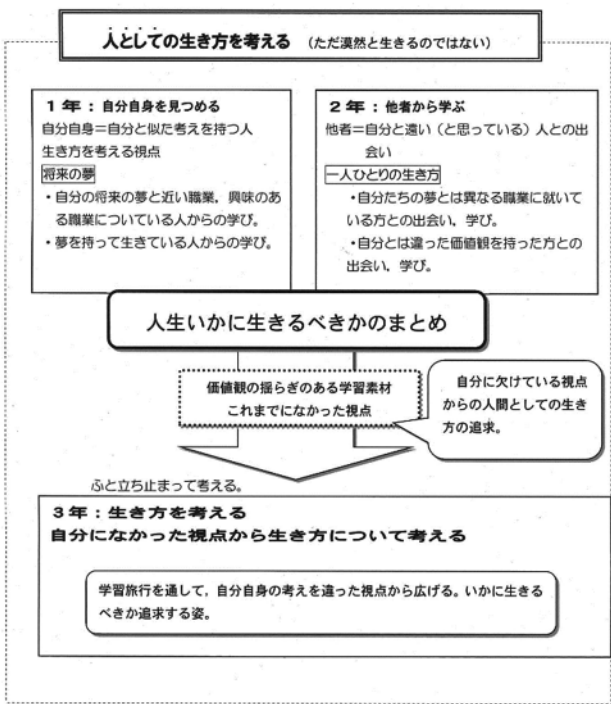 人としての生き方を考える （ただ漠然と生きるのではない）
1年：自分自身を見つめる
自分自身＝自分と似た考えを持つ人
生き方を考える視点
将来の夢
・自分の将来の夢と近い職業，興味のあ
る職業についている人からの学び。
・夢を持って生きている人からの学び。
2年：他者から学ぶ
他者＝自分と遠い（と思っている）人との出
会い
一人ひとりの生き方
・自分たちの夢とは異なる職業に就いて
いる方との出会い，学び。
・自分とは違った価値観を持った方との
出会い，学び。
人生いかに生きるべきかのまとめ
価値観の揺らぎのある学習素材
これまでになかった視点
自分に欠けている視点
からの人間としての生き
方の追求。
ふと立ち止まって考える。
3年：生き方を考える
自分になかった視点から生き方について考える
学習旅行を通して，自分自身の考えを違った視点から広げる。いかに生きる
べきか追求する姿。